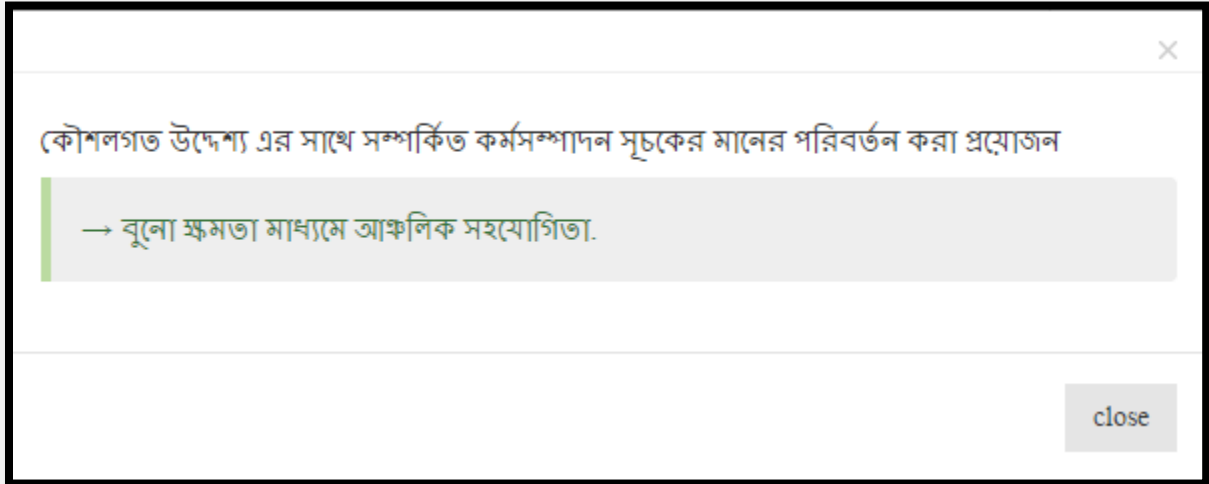 ×
কৌশলগত উদ্দেশ্য এর সাথে সম্পর্কিত কর্মসম্পাদন সূচকের মানের পরিবর্তন করা প্রয়োজন
→ বুনো ক্ষমতা মাধ্যমে আঞ্চলিক সহযোগিতা.
close